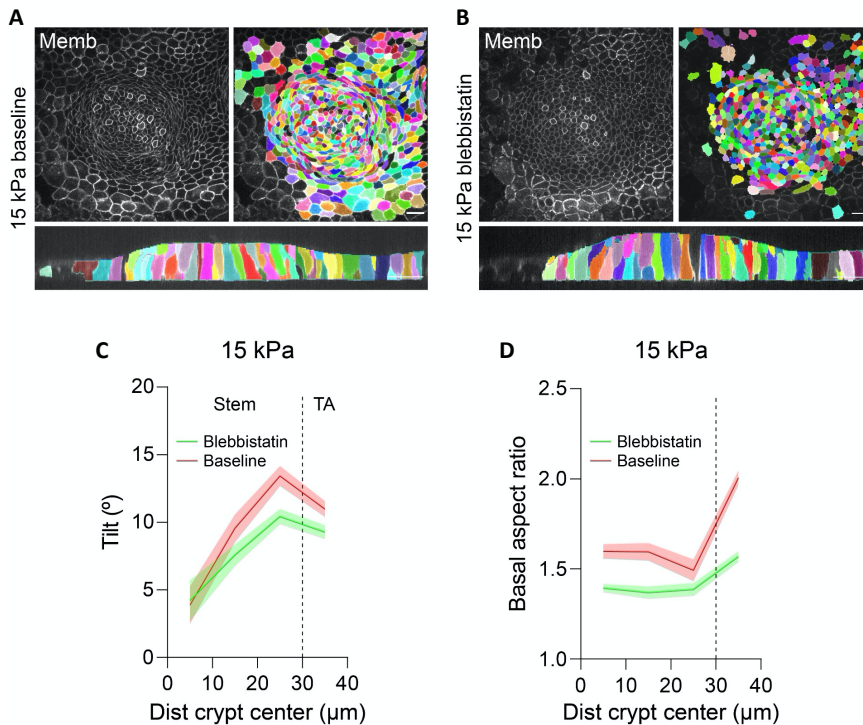 A
B
Memb
Memb
15 kPa baseline
15 kPa blebbistatin
C
15 kPa
D
15 kPa
20
15
10
5
0
Tilt (º)
Stem
TA
Blebbistatin
Baseline
0
10
20
30
40
Dist crypt center (μm)
2.5
2.0
1.5
1.0
Basal aspect ratio
Blebbistatin
Baseline
0
10
20
30
40
Dist crypt center (μm)